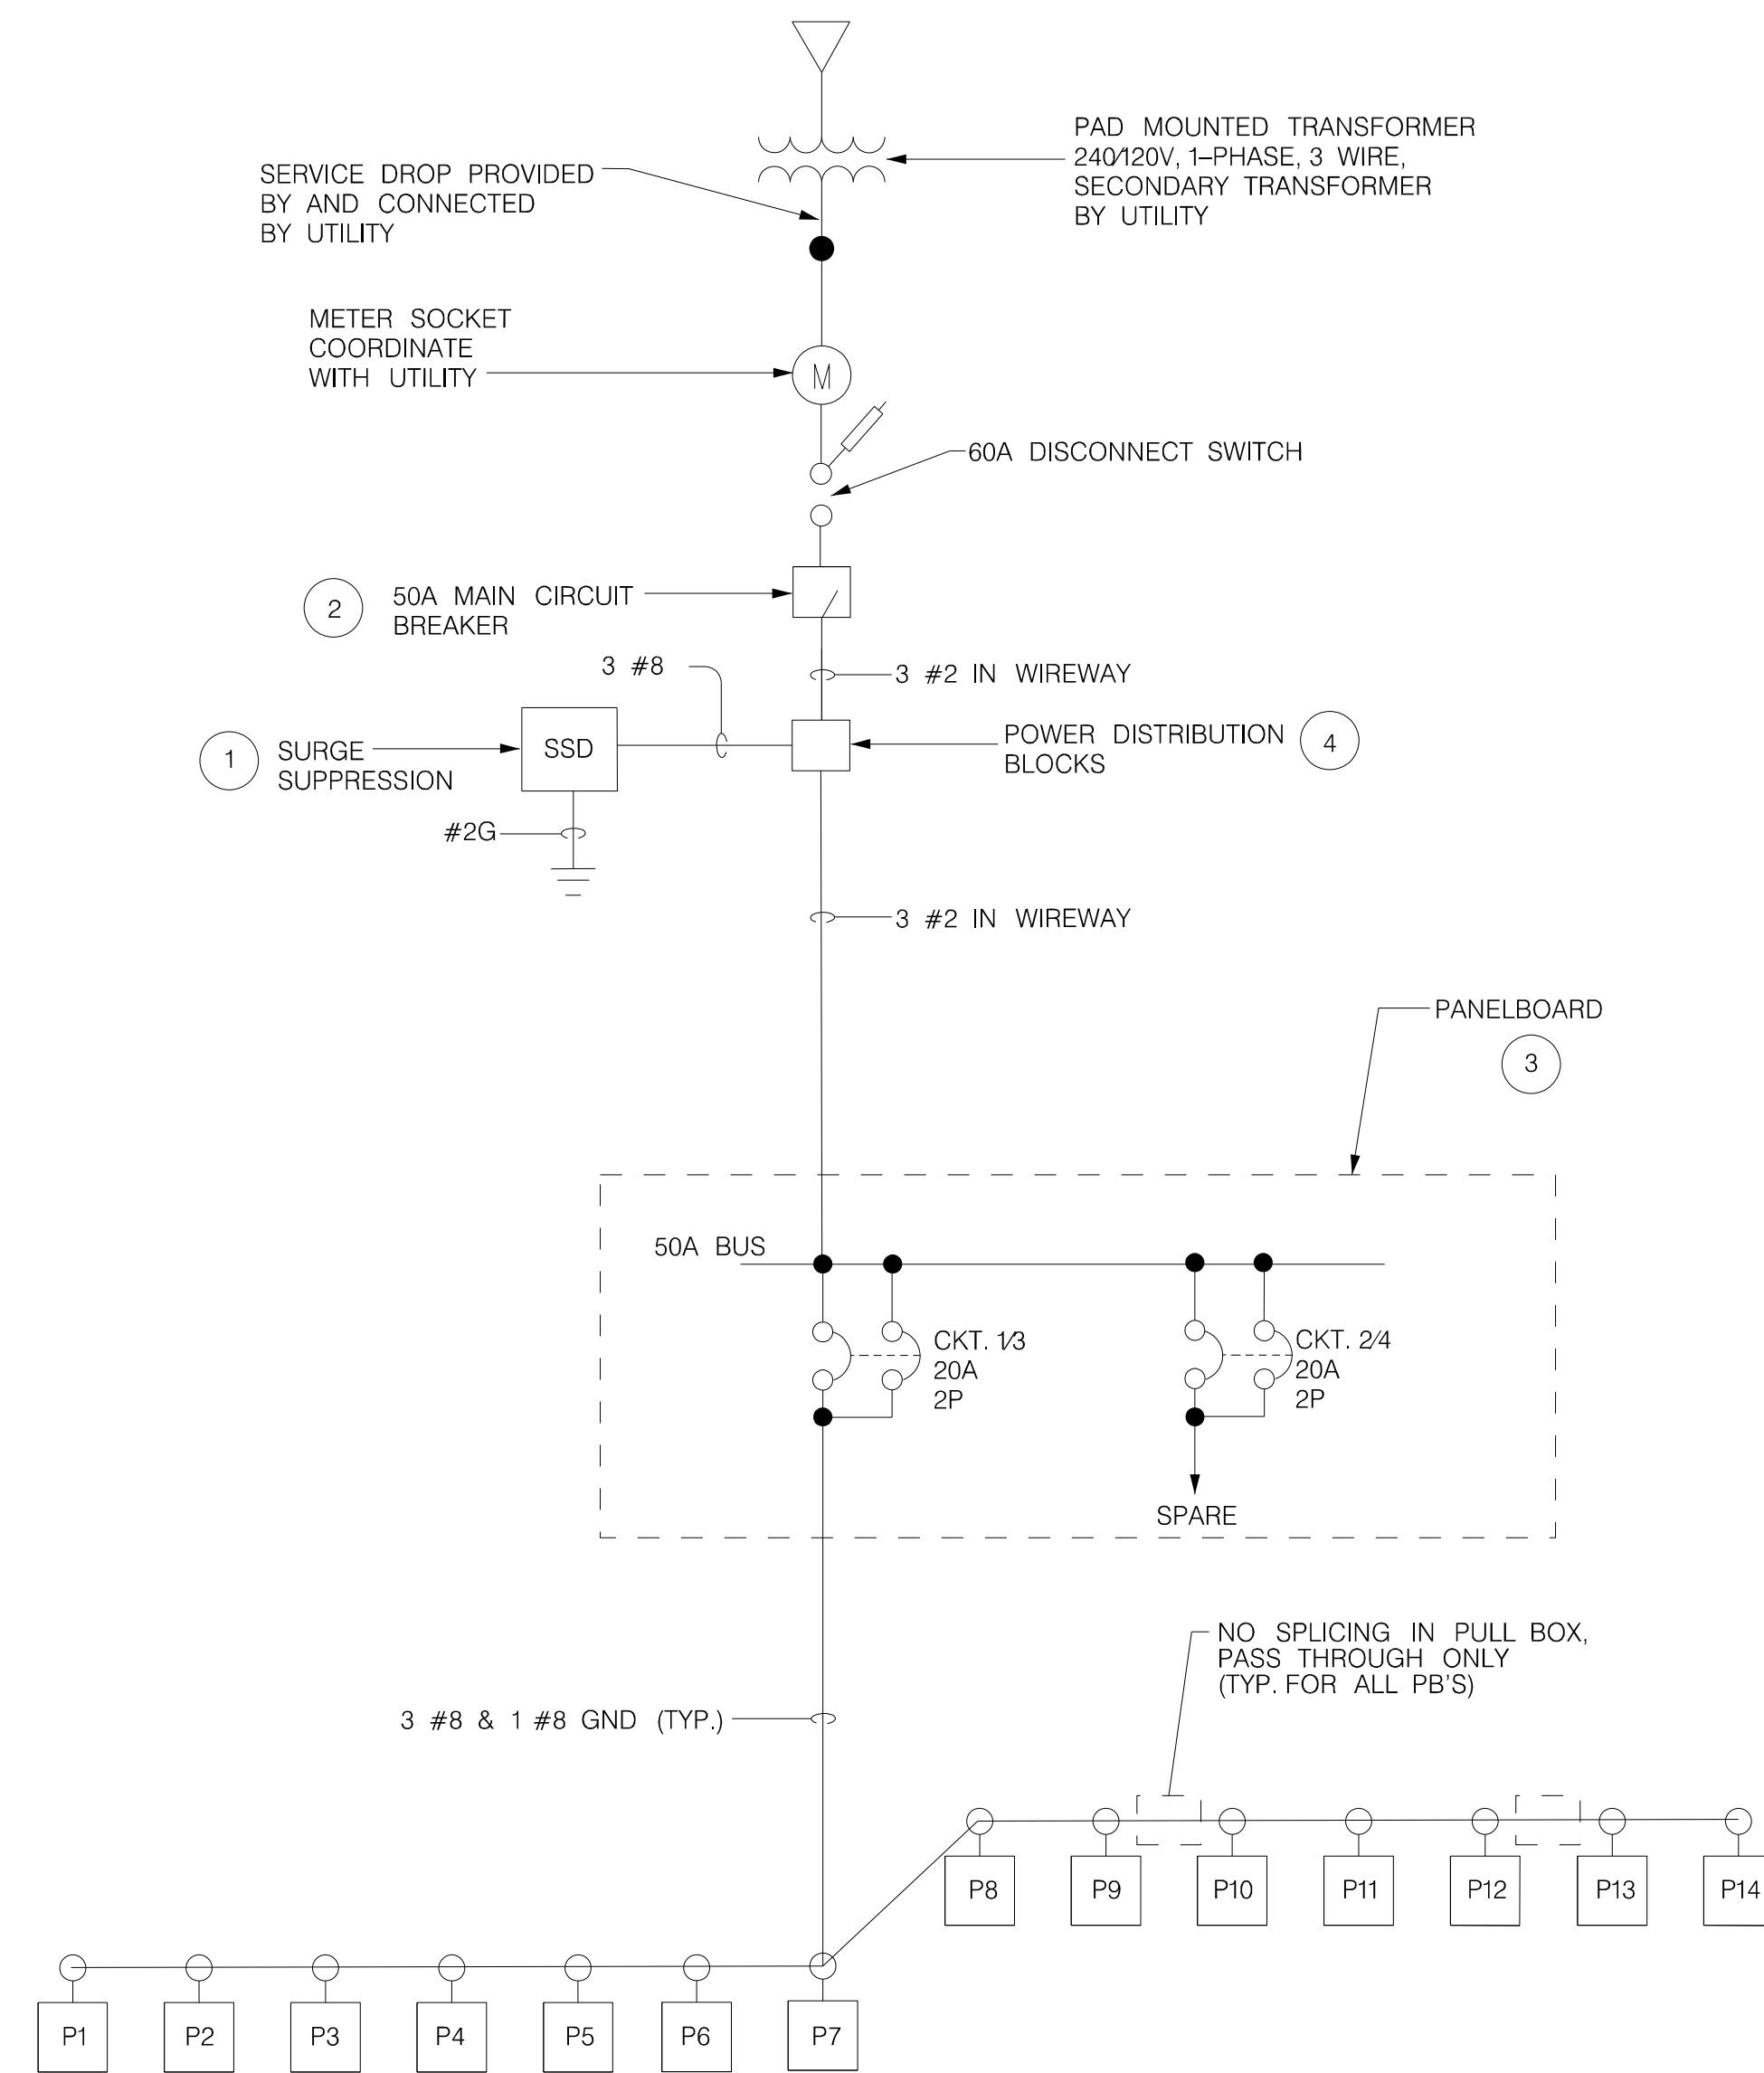 PAD MOUNTED TRANSFORMER
240/120V, 1-PHASE, 3 WIRE,
SECONDARY TRANSFORMER
BY UTILITY
SERVICE DROP PROVIDED
BY AND CONNECTED
BY UTILITY
METER SOCKET
COORDINATE
WITH UTILITY
M
60A DISCONNECT SWITCH
2
50A MAIN CIRCUIT
BREAKER
3 #8
3 #2 IN WIREWAY
1
SURGE
SUPPRESSION
SSD
POWER DISTRIBUTION
BLOCKS
4
#2G
3 #2 IN WIREWAY
PANELBOARD
3
50A BUS
CKT. 1/3
20A
2P
CKT. 2/4
20A
2P
SPARE
NO SPLICING IN PULL BOX,
PASS THROUGH ONLY
(TYP. FOR ALL PB'S)
3 #8 & 1 #8 GND (TYP.)
P8
P9
P10
P11
P12
P13
P14
P1
P2
P3
P4
P5
P6
P7